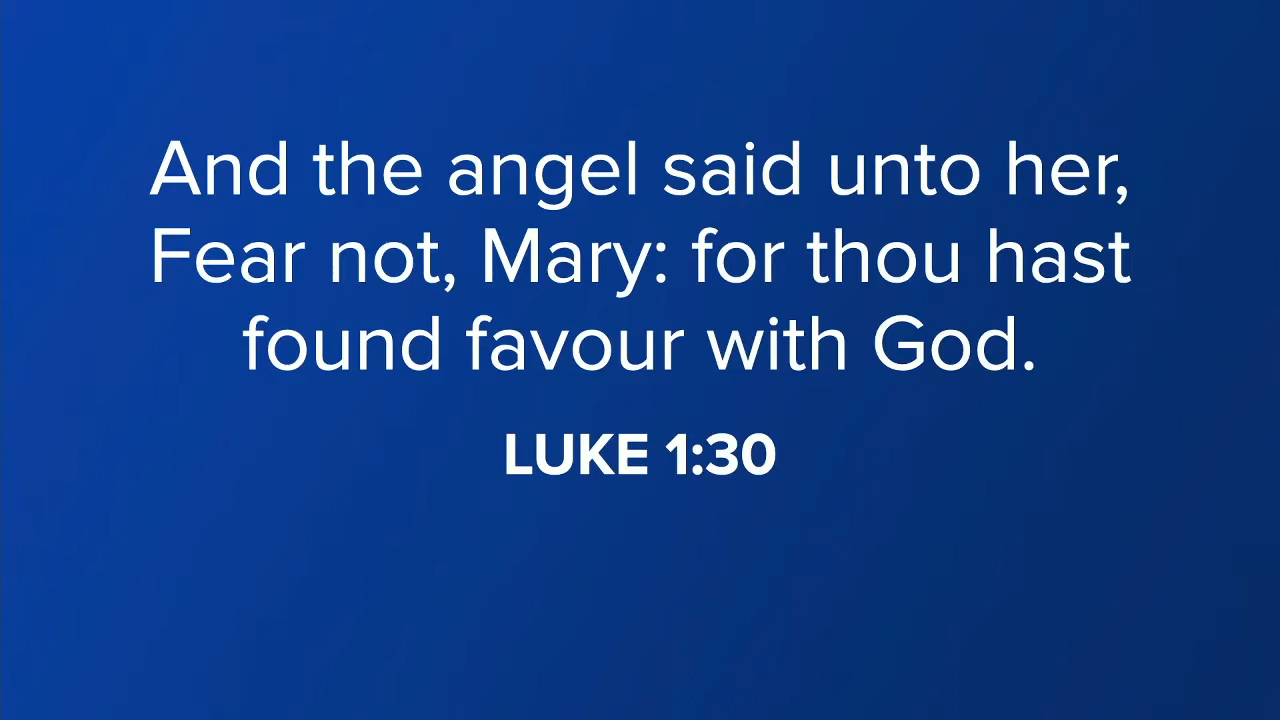 And the angel said unto her,
Fear not, Mary: for thou hast
found favour with God.
LUKE 1:30